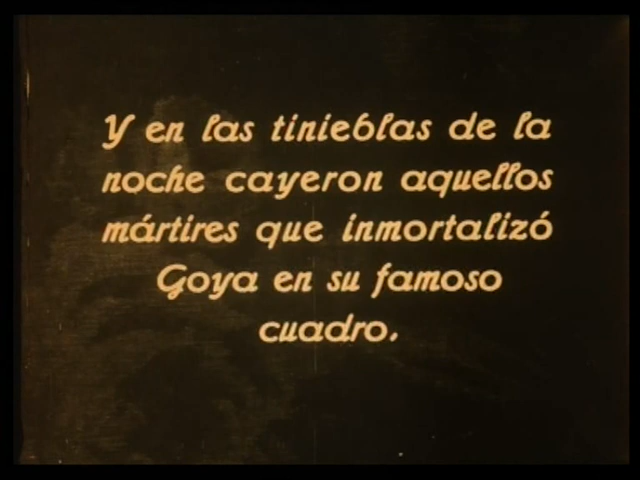 Y en las tinieblas de la
noche cayeron aquellos
mártires que inmortalizó
Goya en su famoso
cuadro.